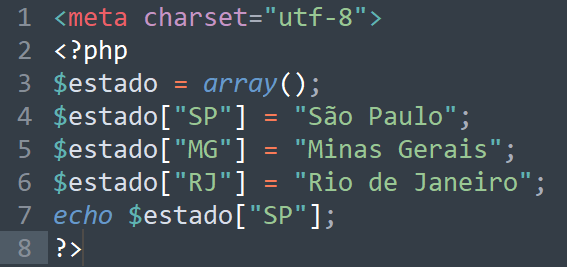 1 <meta charset="utf-8">
2 <?php
3 $estado = array();
4 $estado["SP"] = "São Paulo";
5 $estado["MG"] = "Minas Gerais";
6 $estado["RJ"] = "Rio de Janeiro";
7 echo $estado["SP"];
8 ?>